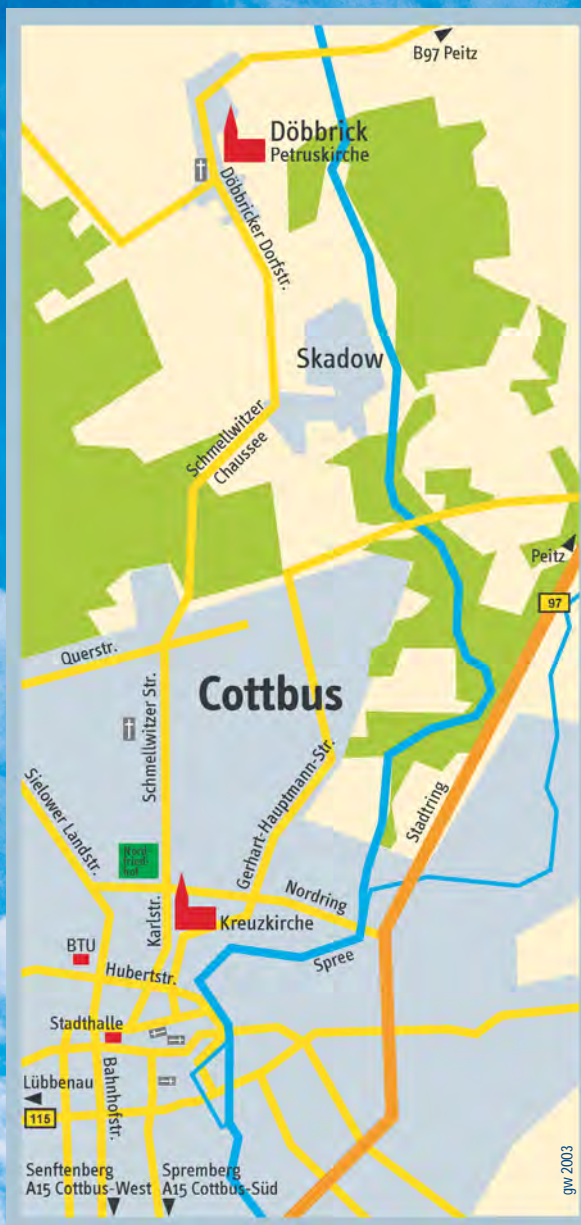 B97 Peitz
Döbbrick
Petruskirche
Döbbricker Dorfstr.
Skadow
Schmellwitzer
Chaussee
Peitz
97
Querstr.
Cottbus
Schmellwitzer Str.
Sielower Landstr.
Gerhart-Hauptmann-Str.
Stadtring
Nord
fried-
hof
Karlstr.
Nordring
Kreuzkirche
BTU
Hubertstr.
Spree
Stadthalle
Bahnhofstr.
Lübbenau
115
Senftenberg
A15 Cottbus-West
Spremberg
A15 Cottbus-Süd
gw 2003